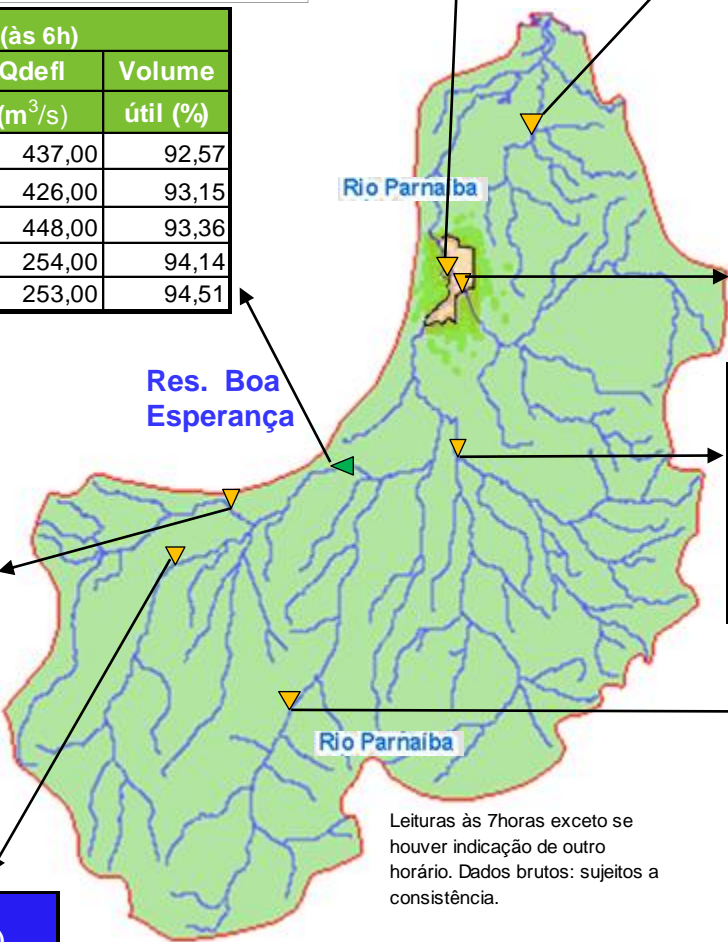 (às 6h)
Qdefl Volume
(m³/s) útil (%)
437,00 92,57
426,00 93,15
448,00 93,36
254,00 94,14
253,00 94,51
Rio Parnaíba
Res. Boa
Esperança
Rio Parnaíba
Leituras às 7horas exceto se
houver indicação de outro
horário. Dados brutos: sujeitos a
consistência.